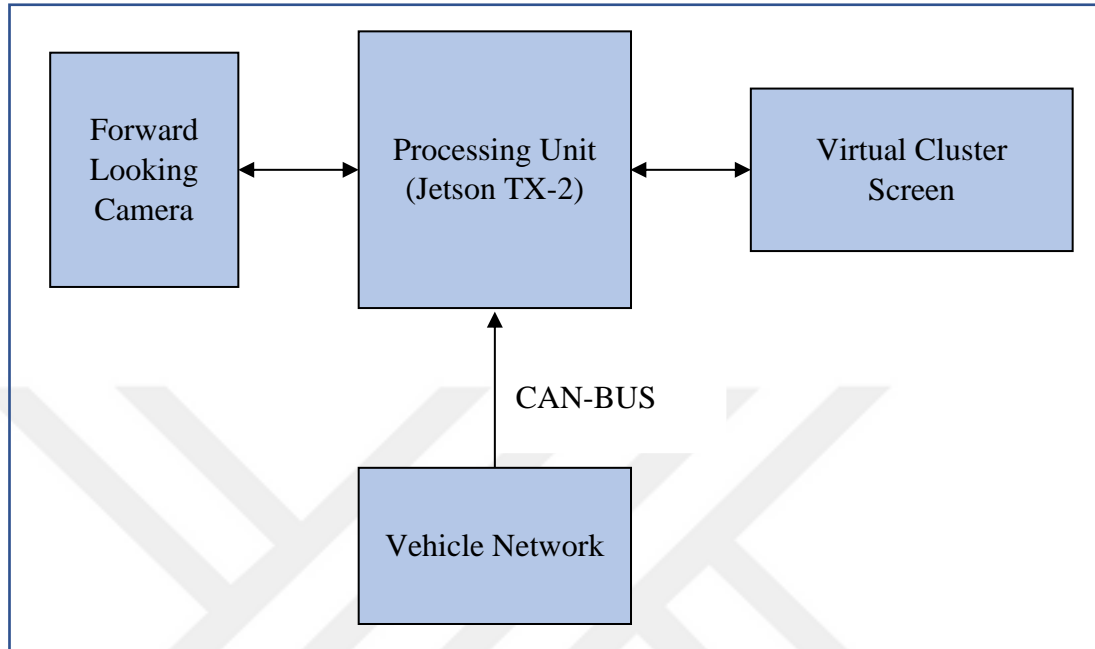 Forward
Looking
Camera
Processing Unit
(Jetson TX-2)
Virtual Cluster
Screen
CAN-BUS
Vehicle Network